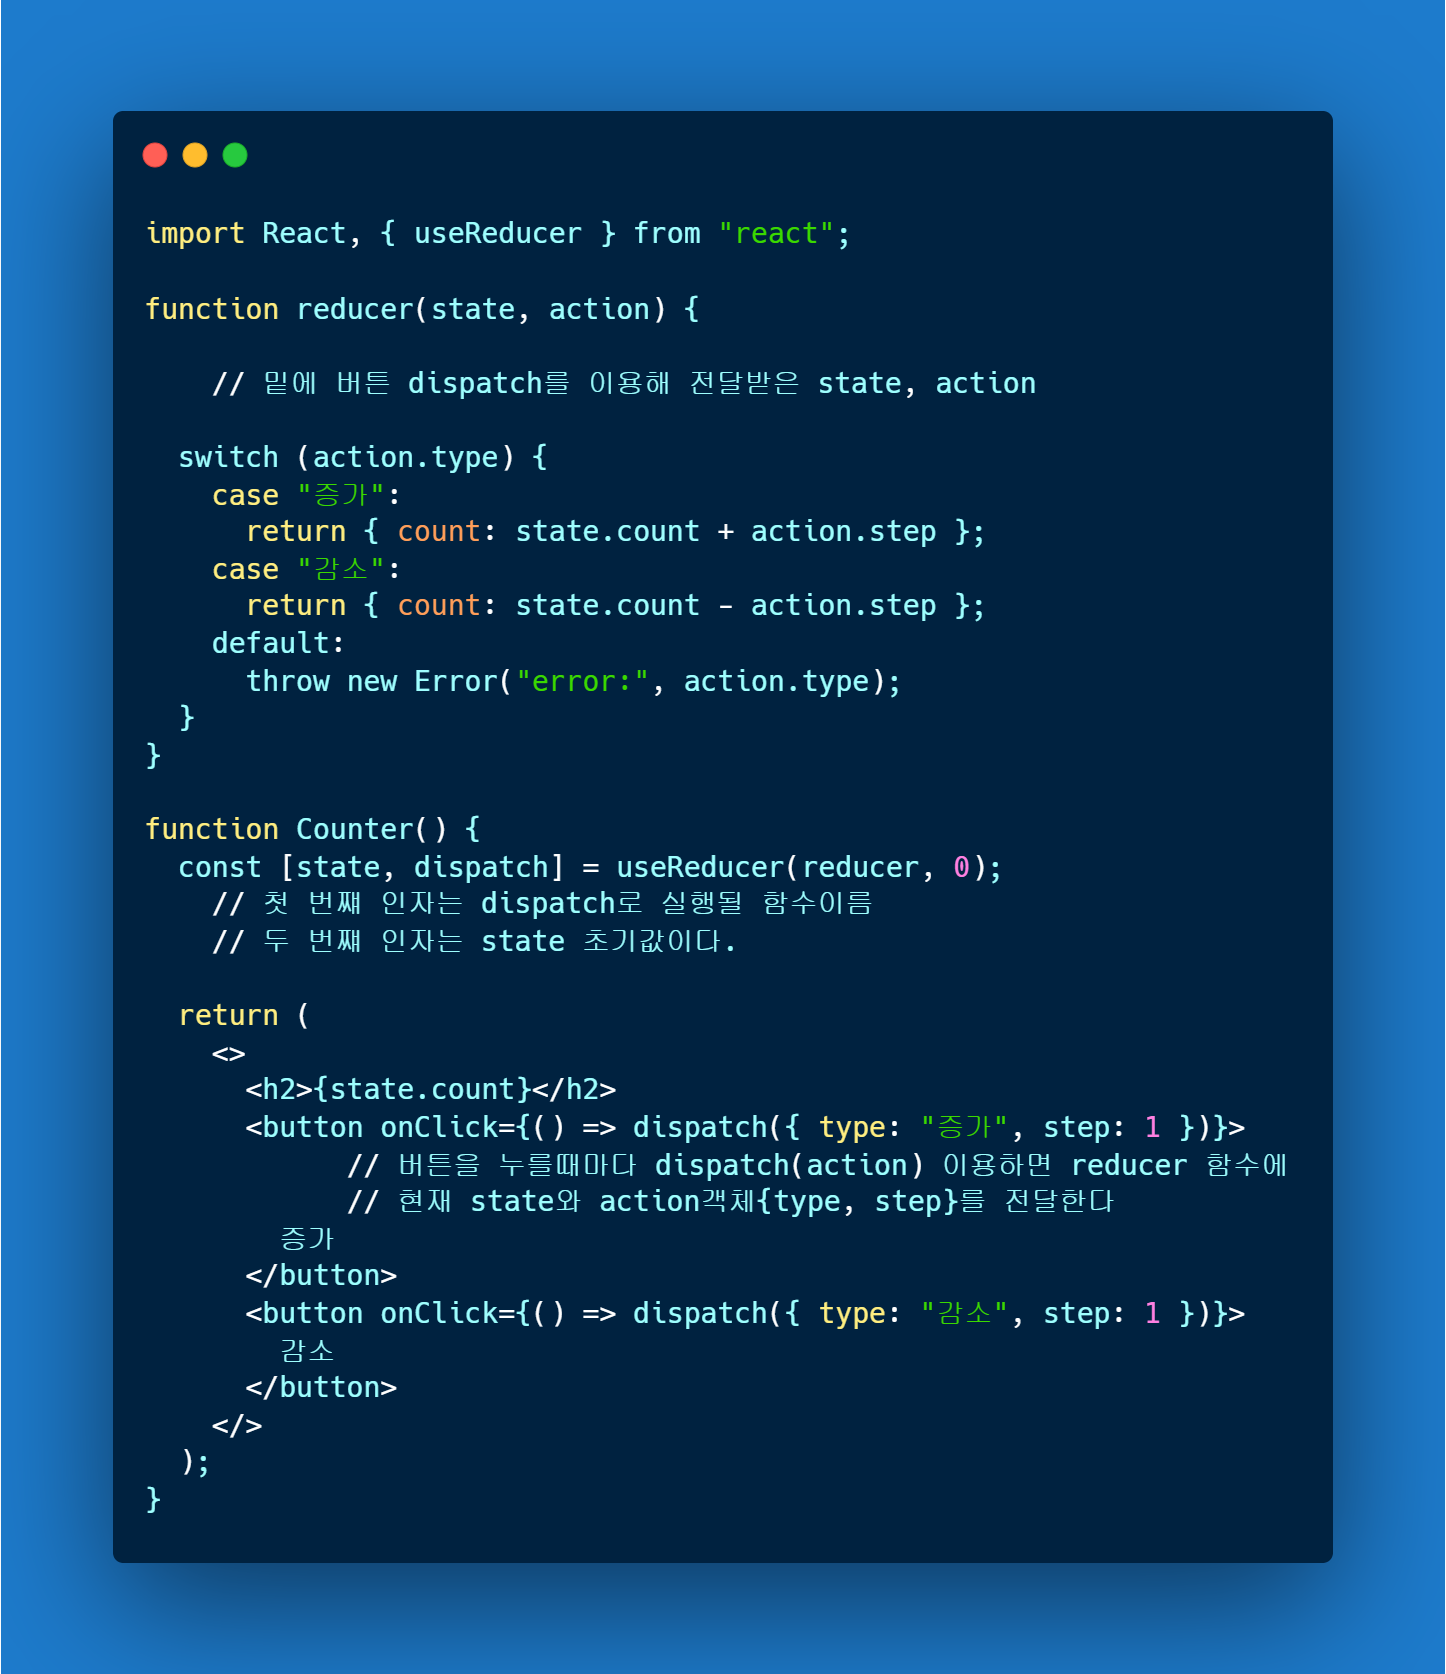 import React, { useReducer } from "react";
function reducer(state, action) {
// 밑에 버튼 dispatch를 이용해 전달받은 state, action
switch (action.type) {
case "증가":
return { count: state.count + action.step };
case "감소":
return { count: state.count - action.step };
default:
throw new Error("error:", action.type);
}
}
function Counter() {
const [state, dispatch] = useReducer(reducer, 0);
// 첫 번째 인자는 dispatch로 실행될 함수이름
// 두 번째 인자는 state 초기값이다.
return (
<>
<h2>{state.count}</h2>
<button onClick={() => dispatch({ type: "증가", step: 1 })}>
// 버튼을 누를때마다 dispatch(action) 이용하면 reducer 함수에
// 현재 state와 action객체{type, step}를 전달한다
증가
</button>
<button onClick={() => dispatch({ type: "감소", step: 1 })}>
감소
</button>
</>
);
}